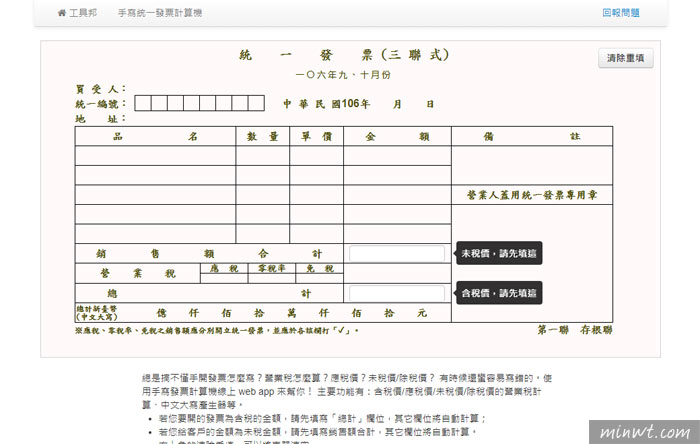 工具邦 手寫統一發票計算機 回報問題
統 一 發 票 (三 聯 式)
清除重填
一○六年九、十月份
買 受 人：
統一編號： 中 華 民 國106年 月 日
地 址：
品 名 數 量 單 價 金 額 備 註
營業人蓋用統一發票專用章
銷 售 額 合 計 未稅價，請先填這
營 業 稅 應 稅 零稅率 免 稅
總 計 含稅價，請先填這
總計新臺幣
(中文大寫) 億 仟 佰 拾 萬 仟 佰 拾 元
※應稅、零稅率、免稅之銷售額應分別開立統一發票，並應於各該欄打「✓」。 第一聯 存根聯
總是搞不懂手開發票怎麼寫？營業稅怎麼算？應稅價？未稅價/除稅價？ 有時候還蠻容易寫錯的。使
用手寫發票計算機線上 web app 來幫你！ 主要功能有：含稅價/應稅價/未稅價/除稅價的營業稅計
算、中文大寫產生器等。
• 若您要開的發票為含稅的金額，請先填寫「總計」欄位，其它欄位將自動計算；
• 若您給客戶的金額為未稅金額，請先填寫銷售額合計，其它欄位將自動計算。
minwt.com